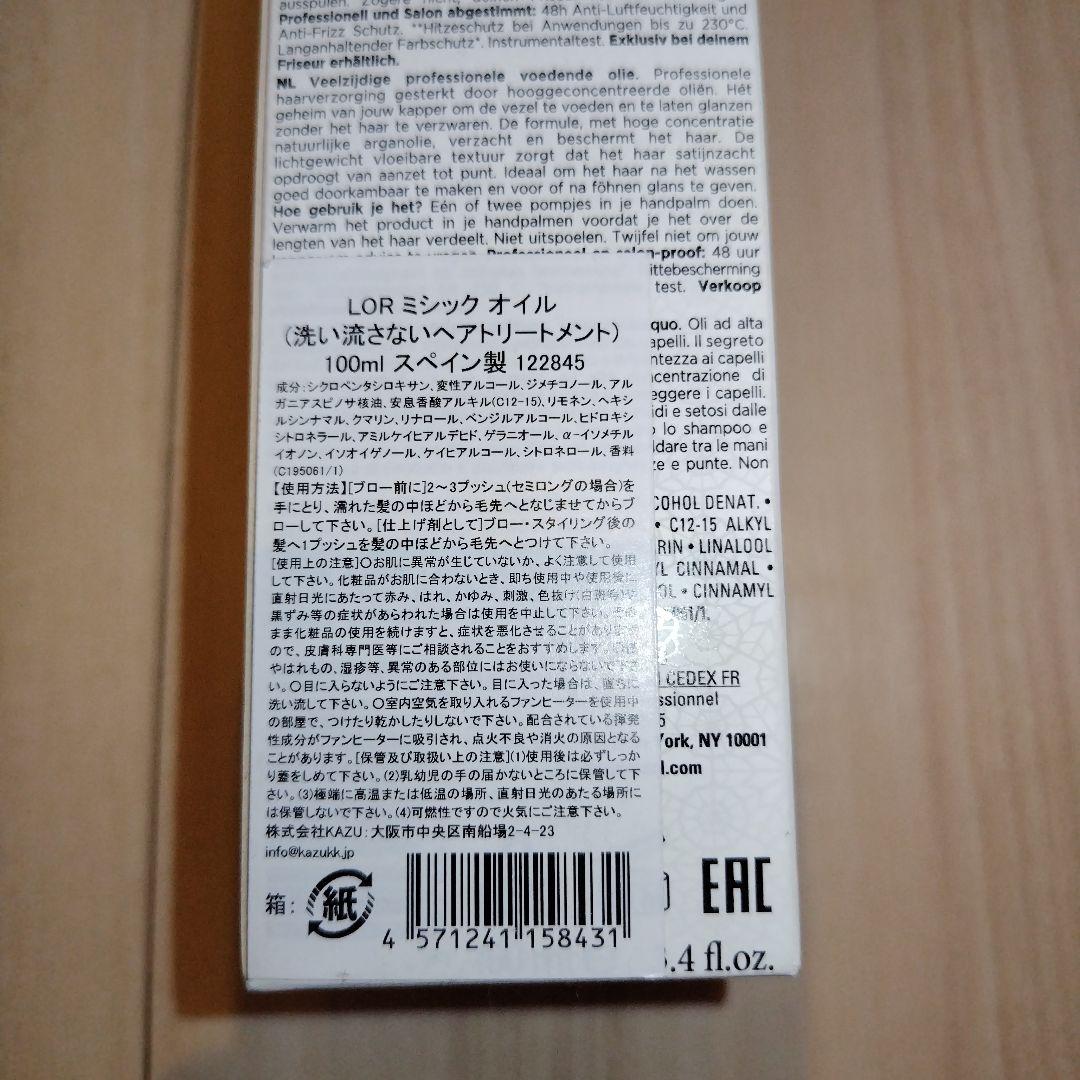 ausspülen. Zögere nicht,
Professionell und Salon abgestimmt: 48h Anti-Luftfeuchtigkeit und
Anti-Frizz Schutz. **Hitzeschutz bei Anwendungen bis zu 230°C.
Langanhaltender Farbschutz*. Instrumentaltest. Exklusiv bei deinem
Friseur erhältlich.
NL Veelzijdige professionele voedende olie. Professionele
haarverzorging gesterkt door hooggeconcentreerde oliën. Hét
geheim van jouw kapper om de vezel te voeden en te laten glanzen
zonder het haar te verzwaren. De formule, met hoge concentratie
natuurlijke arganolie, verzacht en beschermt het haar. De
lichtgewicht vloeibare textuur zorgt dat het haar satijnzacht
opdroogt van aanzet tot punt. Ideaal om het haar na het wassen
goed doorkambaar te maken en voor of na föhnen glans te geven.
Hoe gebruik je het? Eén of twee pompjes in je handpalm doen.
Verwarm het product in je handpalmen voordat je het over de
lengten van het haar verdeelt. Niet uitspoelen. Twijfel niet om jouw
-proof: 48 uur
ittebescherming
test. Verkoop
quo. Oli ad alta
apelli. Il segreto
ntezza ai capelli
centrazione di
eggere i capelli.
idi e setosi dalle
lo shampoo e
ldare tra le mani
e e punte. Non
COHOL DENAT. •
• C12-15 ALKYL
RIN • LINALOOL
YL CINNAMAL •
OL • CINNAMYL
61/1.
CEDEX FR
ssionnel
5
York, NY 10001
l.com
EAC
3.4 fl.oz.
LOR ミシック オイル
(洗い流さないヘアトリートメント)
100ml スペイン製 122845
成分:シクロペンタシロキサン、変性アルコール、ジメチコノール、アル
ガニアスピノサ核油、安息香酸アルキル(C12-15)、リモネン、ヘキシ
ルシンナマル、クマリン、リナロール、ベンジルアルコール、ヒドロキシ
シトロネラール、アミルケイヒアルデヒド、ゲラニオール、α-イソメチル
イオノン、イソオイゲノール、ケイヒアルコール、シトロネロール、香料
(C195061/1)
【使用方法】[ブロー前に]2〜3プッシュ(セミロングの場合)を
手にとり、濡れた髪の中ほどから毛先へとなじませてからブ
ローして下さい。[仕上げ剤として]ブロー・スタイリング後の
髪へ1プッシュを髪の中ほどから毛先へとつけて下さい。
[使用上の注意]○お肌に異常が生じていないか、よく注意して使用
して下さい。化粧品がお肌に合わないとき、即ち使用中や使用後に
直射日光にあたって赤み、はれ、かゆみ、刺激、色抜け(白斑等)や
黒ずみ等の症状があらわれた場合は使用を中止して下さい。その
まま化粧品の使用を続けますと、症状を悪化させることがあります
ので、皮膚科専門医等にご相談されることをおすすめします。○傷
やはれもの、湿疹等、異常のある部位にはお使いにならないで下さ
い。○目に入らないようにご注意下さい。目に入った場合は、直ちに
洗い流して下さい。○室内空気を取り入れるファンヒーターを使用中
の部屋で、つけたり乾かしたりしないで下さい。配合されている揮発
性成分がファンヒーターに吸引され、点火不良や消火の原因となる
ことがあります。[保管及び取扱い上の注意](1)使用後は必ずしっか
り蓋をしめて下さい。(2)乳幼児の手の届かないところに保管して下
さい。(3)極端に高温または低温の場所、直射日光のあたる場所に
は保管しないで下さい。(4)可燃性ですので火気にご注意下さい。
株式会社KAZU:大阪市中央区南船場2-4-23
info@kazukk.jp
箱: 紙
4 571241 158431